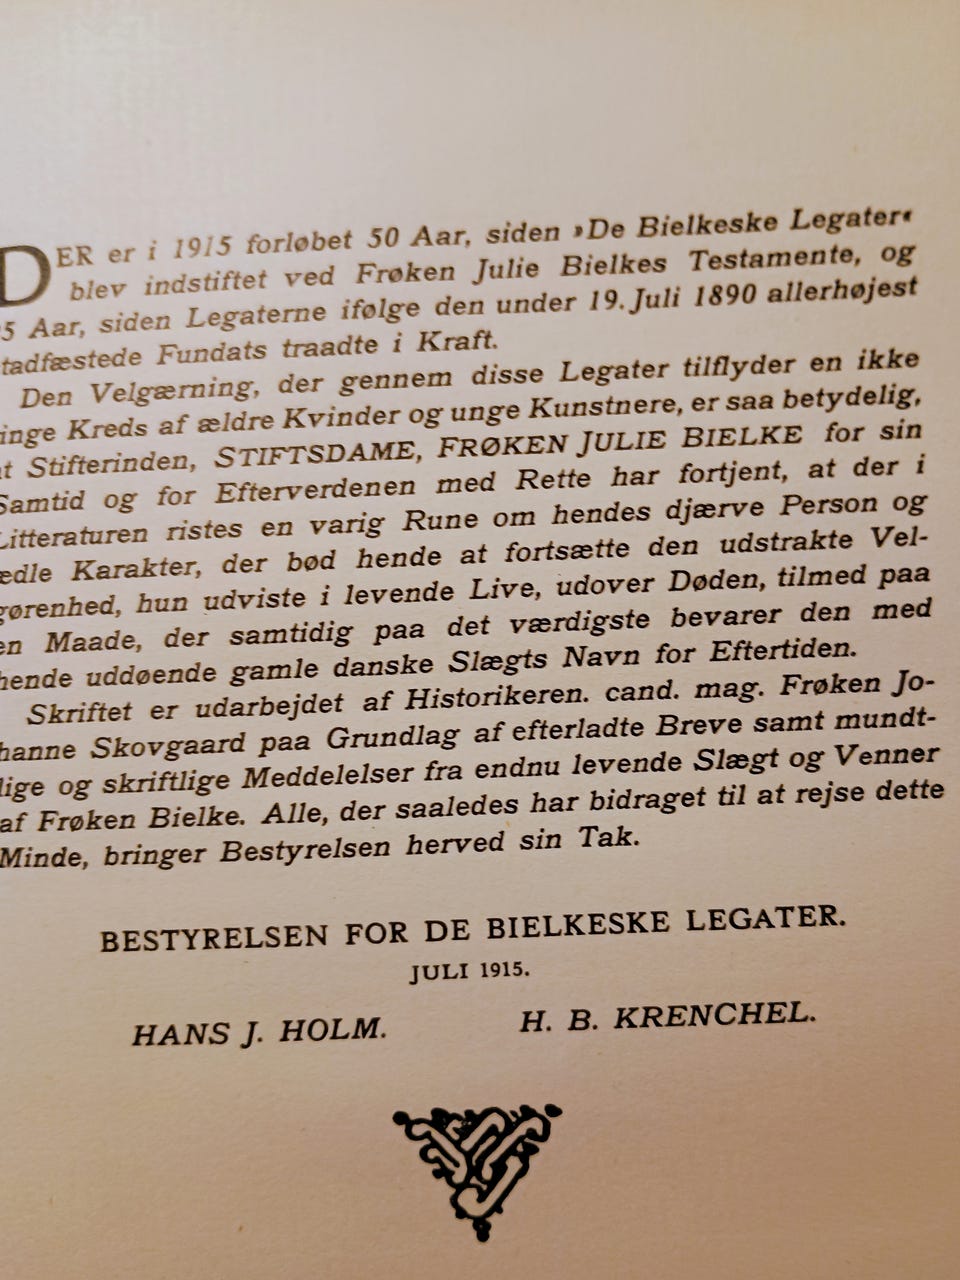 DER er i 1915 forløbet 50 Aar, siden »De Bielkeske Legater«
blev indstiftet ved Frøken Julie Bielkes Testamente, og
5 Aar, siden Legaterne ifølge den under 19. Juli 1890 allerhøjest
tadfæstede Fundats traadte i Kraft.
Den Velgærning, der gennem disse Legater tilflyder en ikke
inge Kreds af ældre Kvinder og unge Kunstnere, er saa betydelig,
t Stifterinden, STIFTSDAME, FRØKEN JULIE BIELKE for sin
Samtid og for Efterverdenen med Rette har fortjent, at der i
Litteraturen ristes en varig Rune om hendes djærve Person og
ædle Karakter, der bød hende at fortsætte den udstrakte Vel-
gørenhed, hun udviste i levende Live, udover Døden, tilmed paa
en Maade, der samtidig paa det værdigste bevarer den med
hende uddøende gamle danske Slægts Navn for Eftertiden.
Skriftet er udarbejdet af Historikeren. cand. mag. Frøken Jo-
hanne Skovgaard paa Grundlag af efterladte Breve samt mundt-
lige og skriftlige Meddelelser fra endnu levende Slægt og Venner
af Frøken Bielke. Alle, der saaledes har bidraget til at rejse dette
Minde, bringer Bestyrelsen herved sin Tak.
BESTYRELSEN FOR DE BIELKESKE LEGATER.
JULI 1915.
HANS J. HOLM. H. B. KRENCHEL.